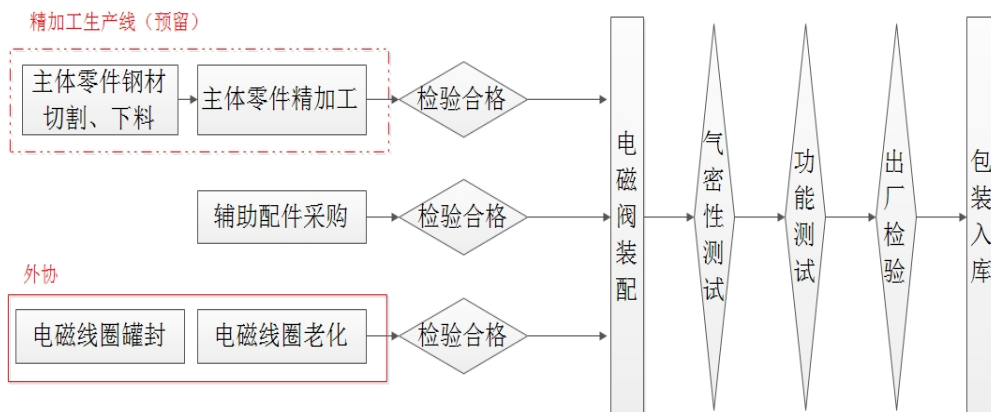 精加工生产线（预留）
主体零件钢材
切割、下料
主体零件精加工
检验合格
辅助配件采购
检验合格
外协
电磁线圈罐封
电磁线圈老化
检验合格
电磁阀装配
气密性测试
功能测试
出厂检验
包装入库